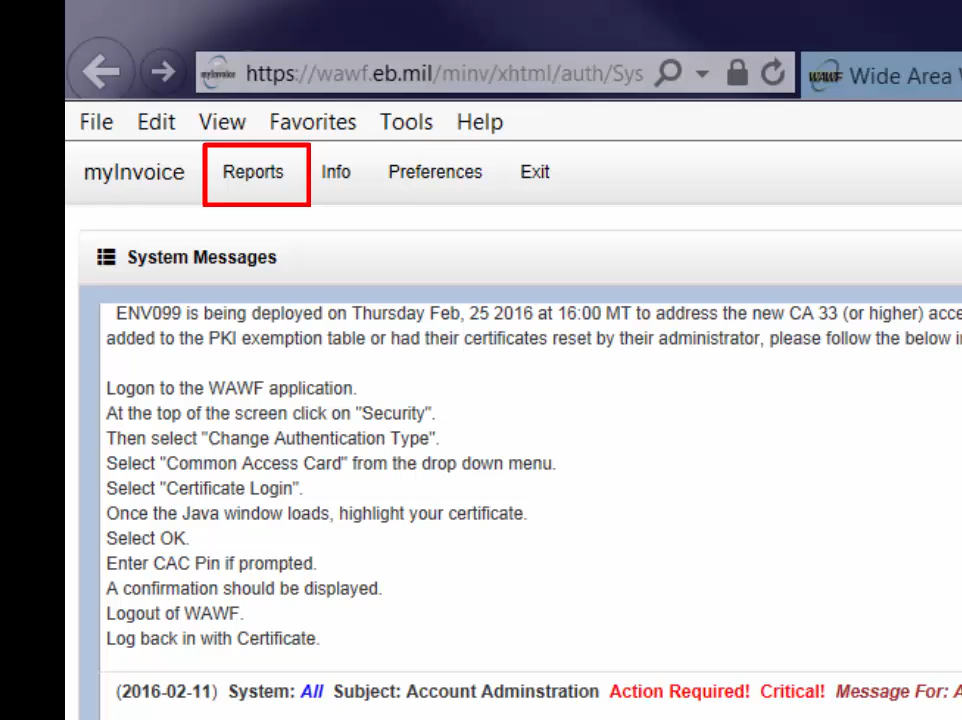 https://wawf.eb.mil/minv/xhtml/auth/Sys
WAWF Wide Area
File Edit View Favorites Tools Help
myInvoice Reports Info Preferences Exit
System Messages
ENV099 is being deployed on Thursday Feb, 25 2016 at 16:00 MT to address the new CA 33 (or higher)
added to the PKI exemption table or had their certificates reset by their administrator, please follow the below
Logon to the WAWF application.
At the top of the screen click on "Security".
Then select "Change Authentication Type".
Select "Common Access Card" from the drop down menu.
Select "Certificate Login".
Once the Java window loads, highlight your certificate.
Select OK.
Enter CAC Pin if prompted.
A confirmation should be displayed.
Logout of WAWF.
Log back in with Certificate.
(2016-02-11) System: All Subject: Account Adminstration Action Required! Critical! Message For: